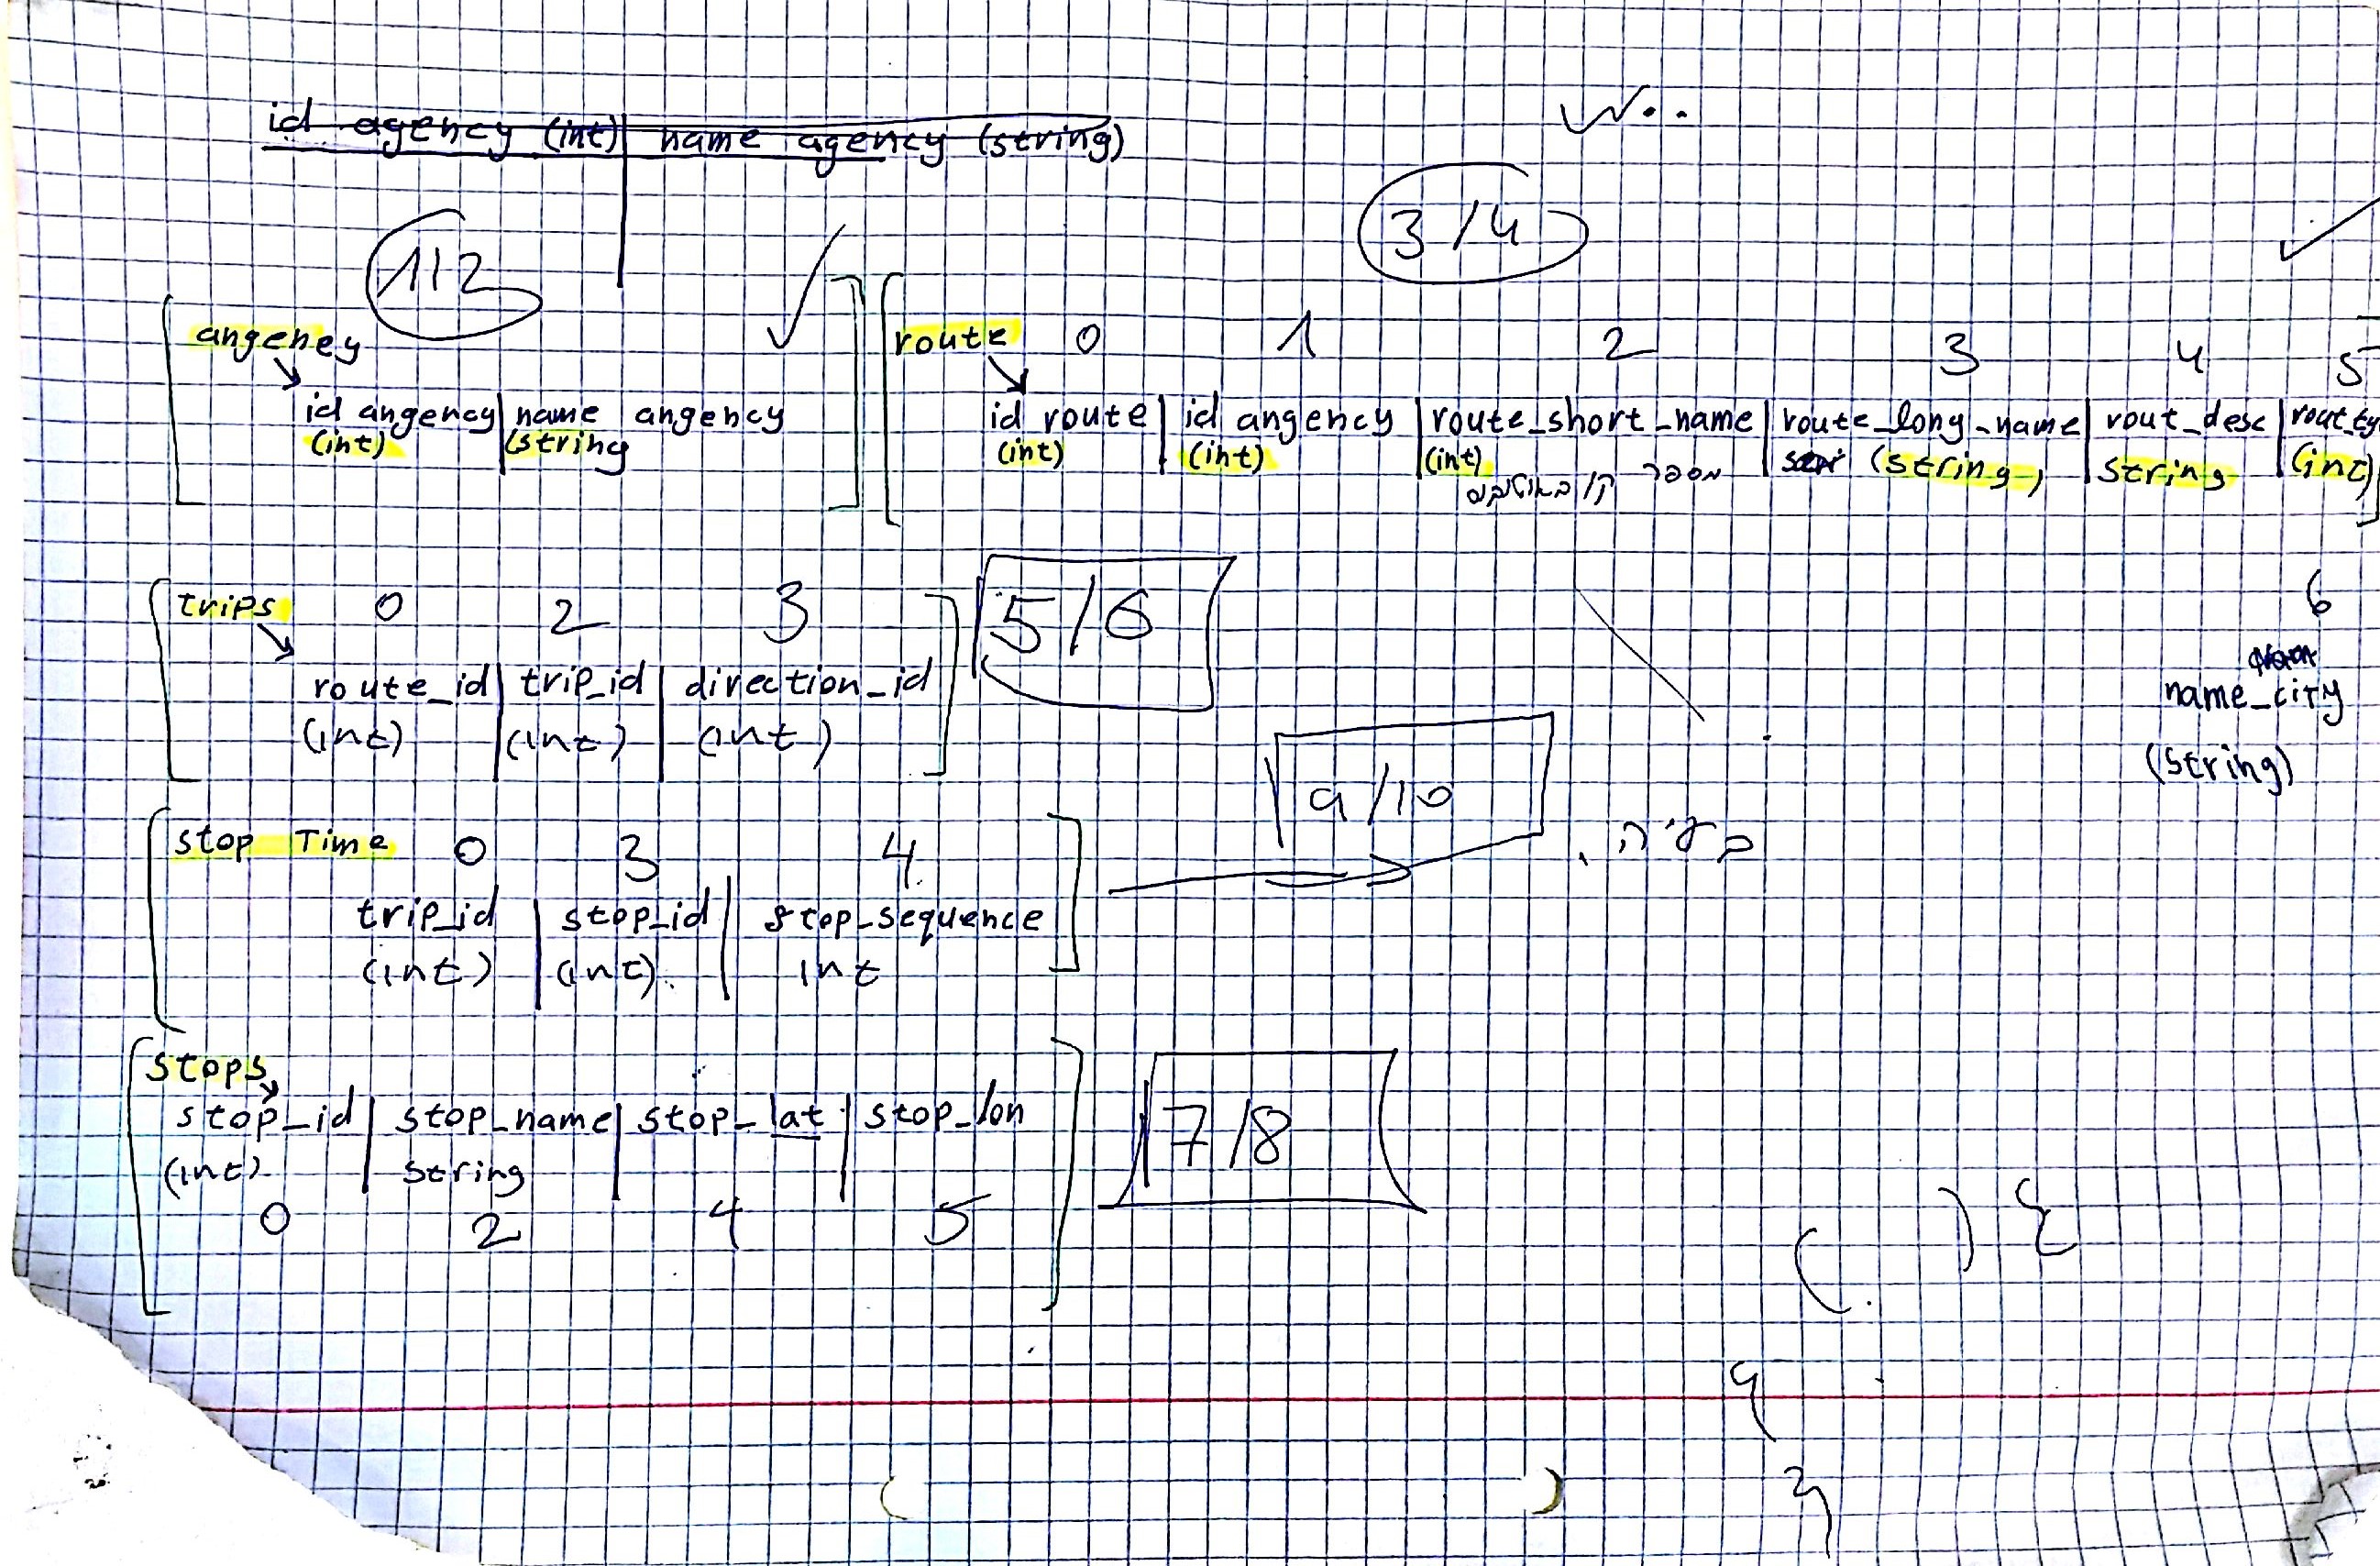 id agency (int) | name agency (string)
1/2
3/4
angeney
id angency | name angency
(int) (string
route 0 1 2 3 4 5
id route | id angency | route_short_name | route_long_name | rout_desc | rout_ty
(int) (int) (int) (string) string (int)
מספר קו
trips 0 2 3
route_id | trip_id | direction_id
(int) (int) (int)
5/6
6
name_city
(string)
9/10
stop Time 0 3 4
trip_id | stop_id | stop_sequence
(int) (int) int
stops
stop_id | stop_name | stop_lat | stop_lon
(int) string
0 2 4 5
7/8